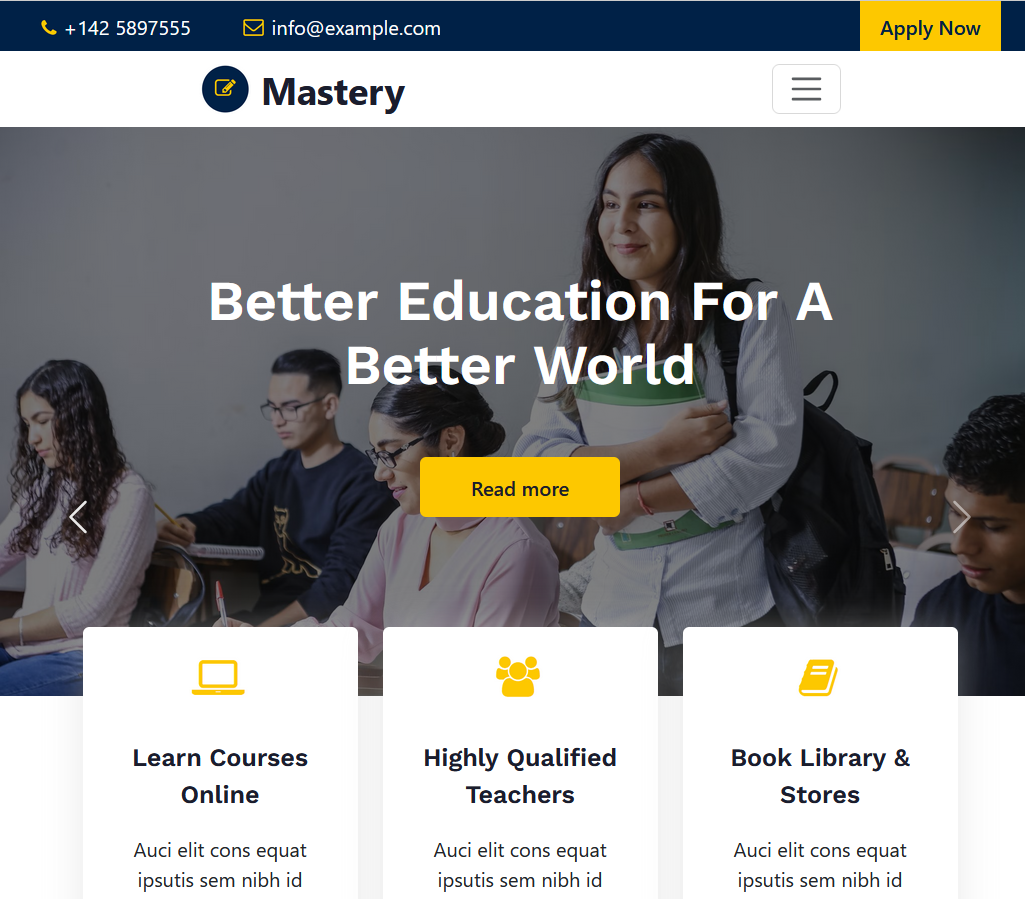 +142 5897555 info@example.com Apply Now
Mastery
Better Education For A
Better World
Read more
Learn Courses
Online
Highly Qualified
Teachers
Book Library &
Stores
Auci elit cons equat
ipsutis sem nibh id
Auci elit cons equat
ipsutis sem nibh id
Auci elit cons equat
ipsutis sem nibh id